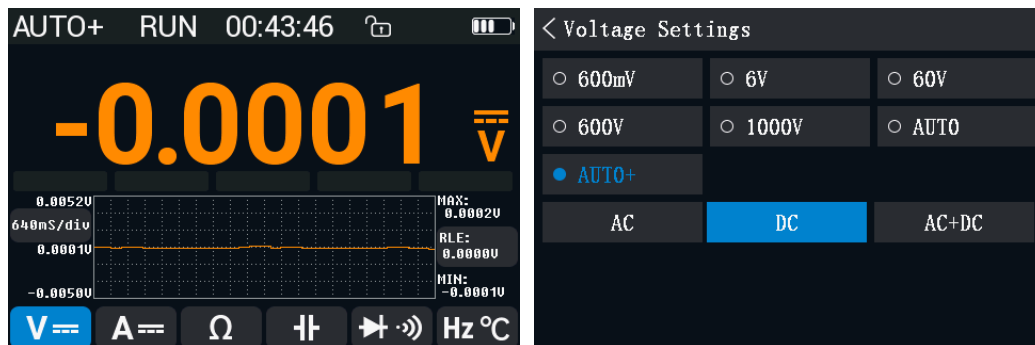 AUTO+ RUN 00:43:46
-0.0001 V
0.0052V
640mS/div
0.0001V
-0.0050V
MAX:
0.0002V
RLE:
0.0000V
MIN:
-0.0001V
V A Ω Hz °C
< Voltage Settings
600mV 6V 60V
600V 1000V AUTO
AUTO+
AC DC AC+DC